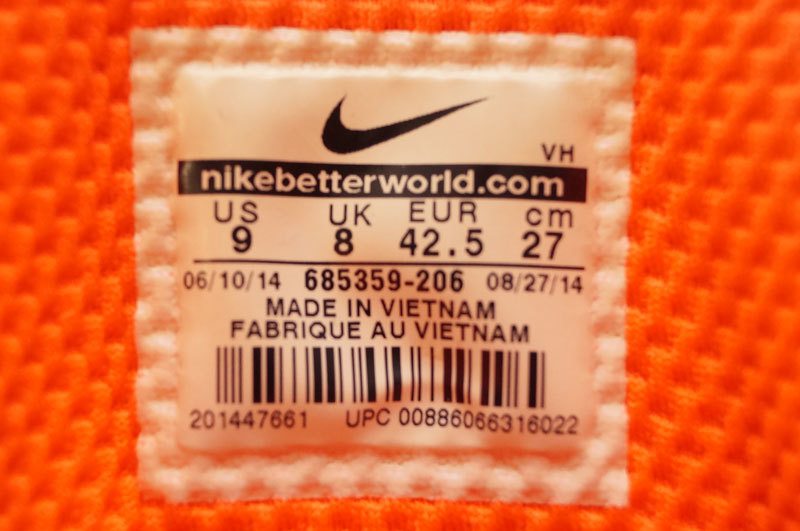 VH
nikebetterworld.com
US UK EUR cm
9 8 42.5 27
06/10/14 685359-206 08/27/14
MADE IN VIETNAM
FABRIQUE AU VIETNAM
201447661 UPC 00886066316022